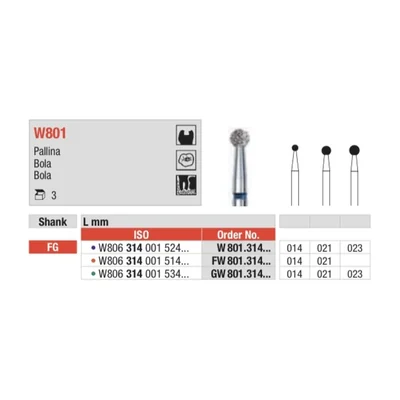 W801
Pallina
Bola
Bola
3
Shank L mm
ISO Order No.
FG W806 314 001 524... W 801.314... 014 021 023
W806 314 001 514... FW 801.314... 014 021
W806 314 001 534... GW 801.314... 014 021 023